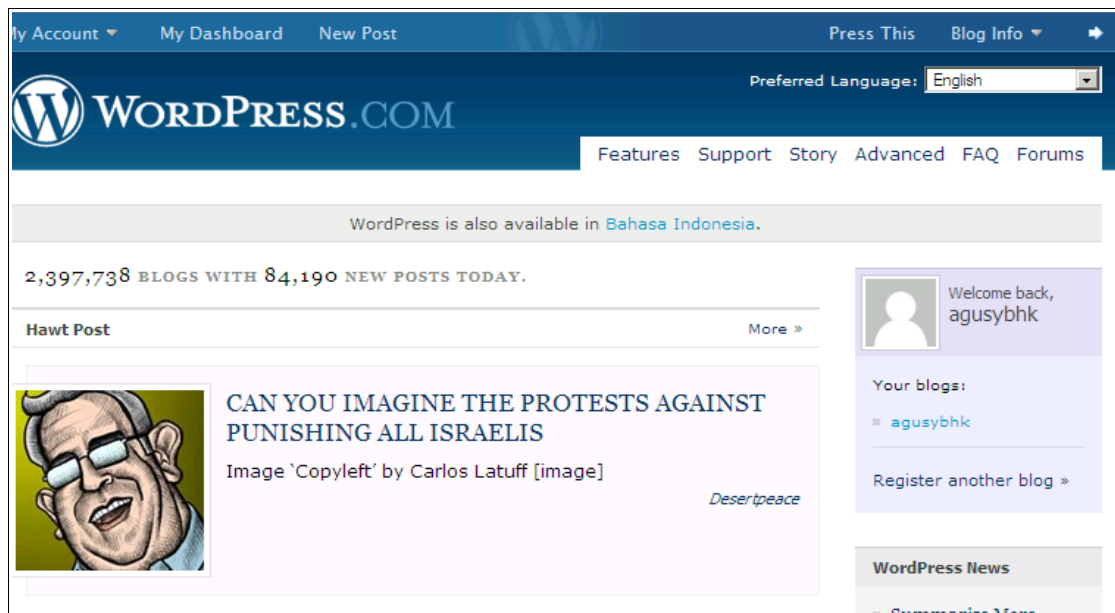 My Account My Dashboard New Post Press This Blog Info
Preferred Language: English
WORDPRESS.COM
Features Support Story Advanced FAQ Forums
WordPress is also available in Bahasa Indonesia.
2,397,738 BLOGS WITH 84,190 NEW POSTS TODAY.
Hawt Post More »
CAN YOU IMAGINE THE PROTESTS AGAINST
PUNISHING ALL ISRAELIS
Image ‘Copyleft’ by Carlos Latuff [image]
Desertpeace
Welcome back,
agusybhk
Your blogs:
agusybhk
Register another blog »
WordPress News